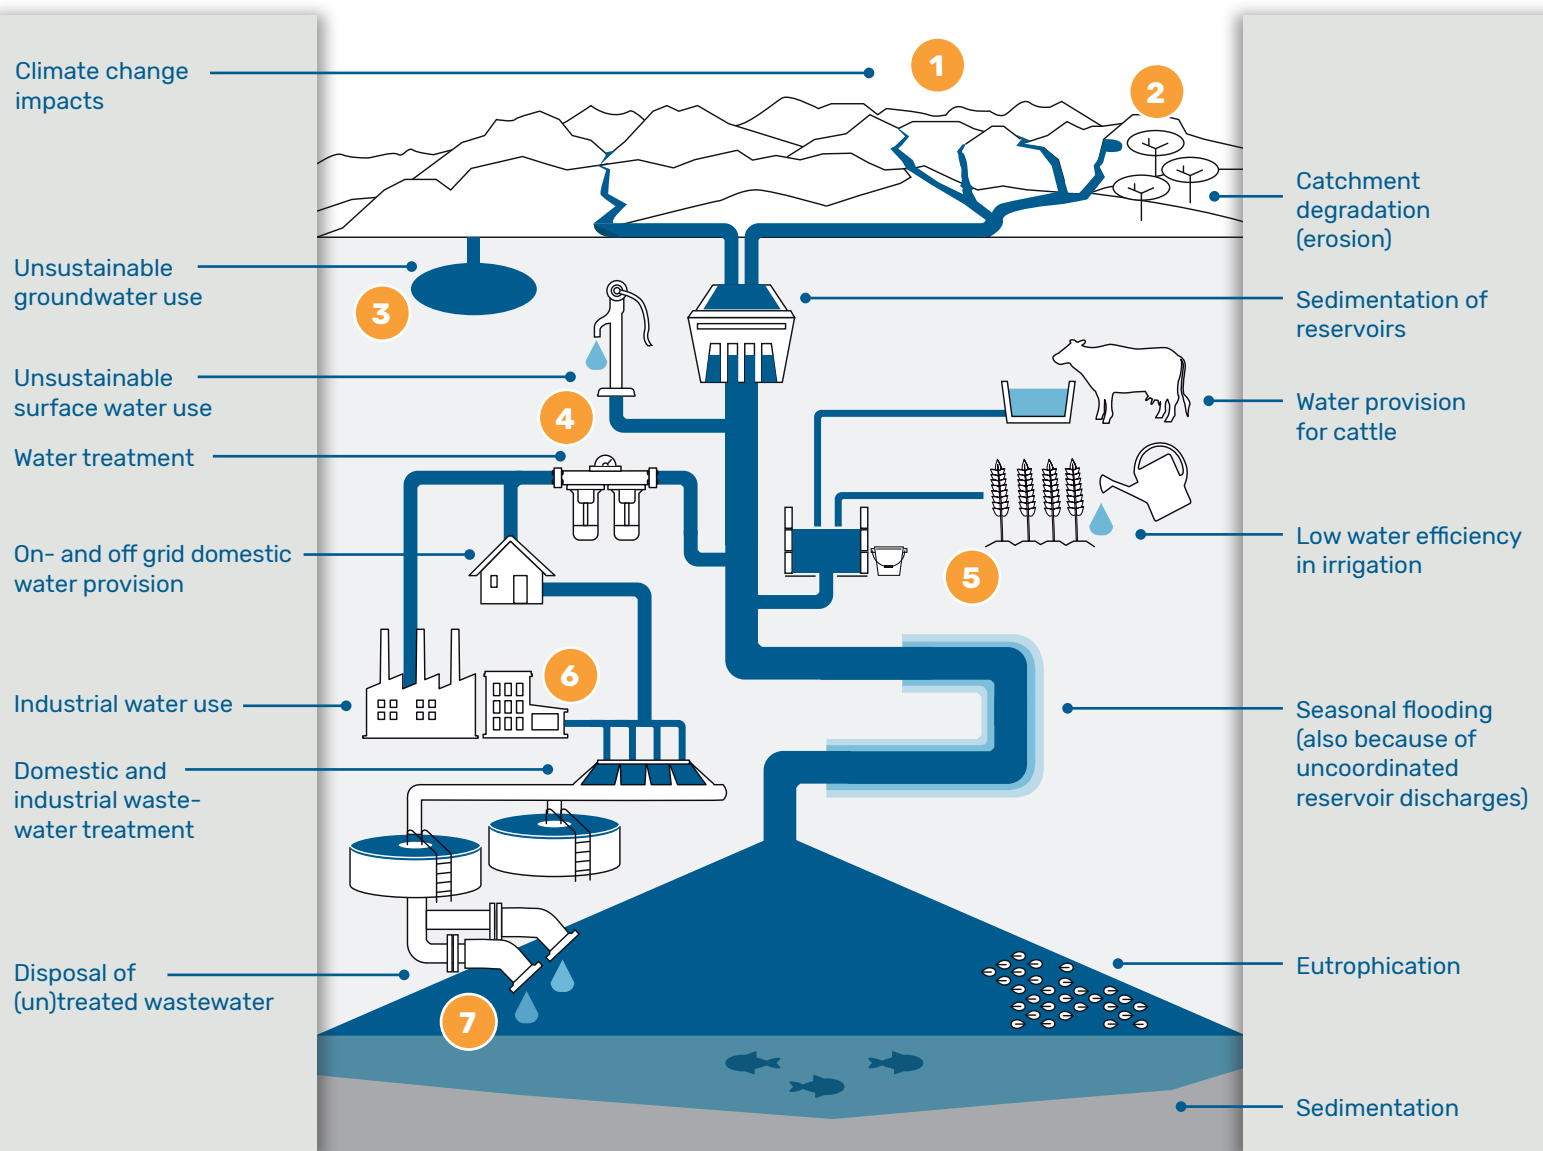 Climate change
impacts
1
2
Catchment
degradation
(erosion)
Unsustainable
groundwater use
3
Sedimentation of
reservoirs
Unsustainable
surface water use
4
Water provision
for cattle
Water treatment
On- and off grid domestic
water provision
Low water efficiency
in irrigation
5
6
Industrial water use
Seasonal flooding
(also because of
uncoordinated
reservoir discharges)
Domestic and
industrial waste-
water treatment
Disposal of
(un)treated wastewater
7
Eutrophication
Sedimentation